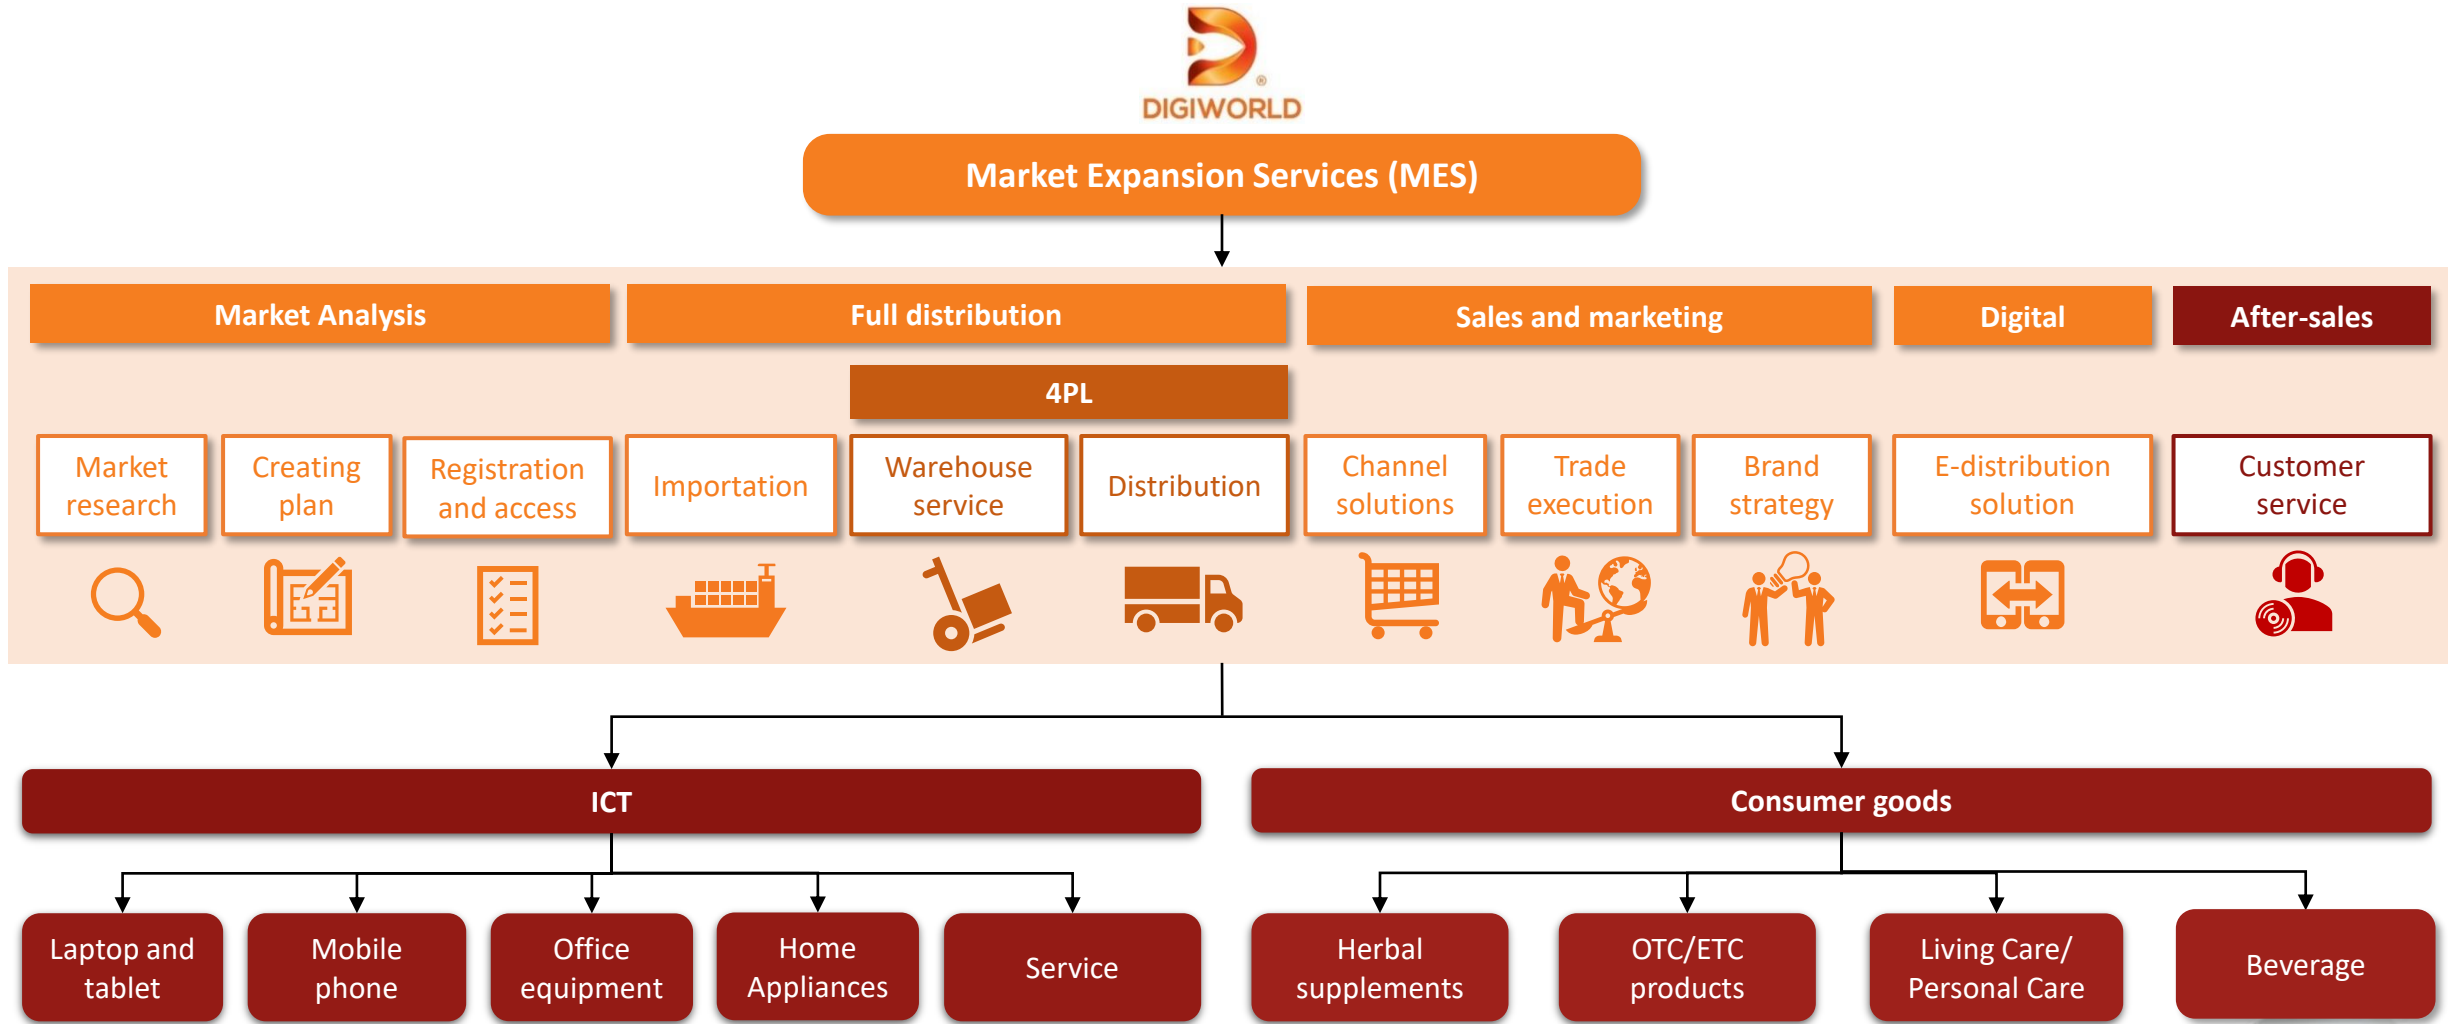 DIGIWORLD
®
Market Expansion Services (MES)
Market Analysis
Full distribution
Sales and marketing
Digital
After-sales
4PL
Market
research
Creating
plan
Registration
and access
Importation
Warehouse
service
Distribution
Channel
solutions
Trade
execution
Brand
strategy
E-distribution
solution
Customer
service
ICT
Consumer goods
Laptop and
tablet
Mobile
phone
Office
equipment
Home
Appliances
Service
Herbal
supplements
OTC/ETC
products
Living Care/
Personal Care
Beverage